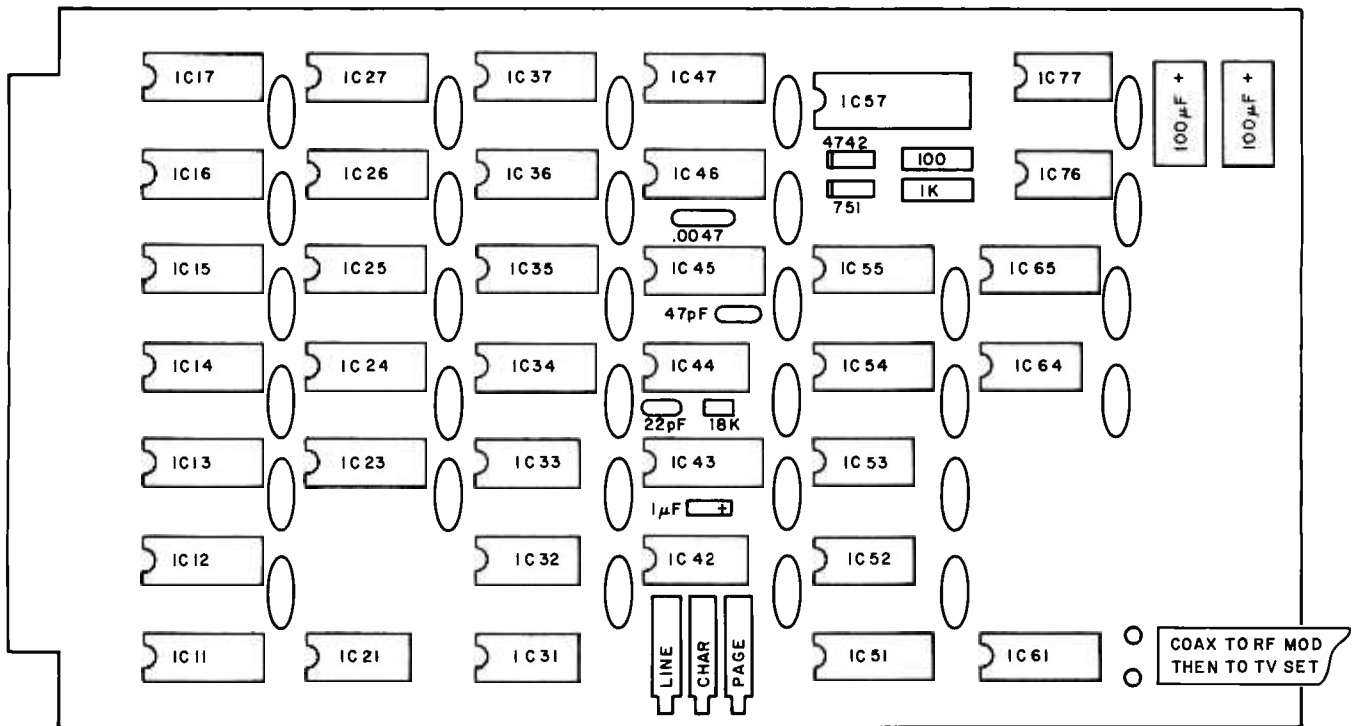 IC17 IC27 IC37 IC47 IC57 IC77 100µF + 100µF +
4742 100
IC16 IC26 IC36 IC46 751 1K IC76
.0047
IC15 IC25 IC35 IC45 IC55 IC65
47pF
IC14 IC24 IC34 IC44 IC54 IC64
22pF 18K
IC13 IC23 IC33 IC43 IC53
1µF +
IC12 IC32 IC42 IC52
LINE CHAR PAGE
IC11 IC21 IC31 IC51 IC61
COAX TO RF MOD
THEN TO TV SET